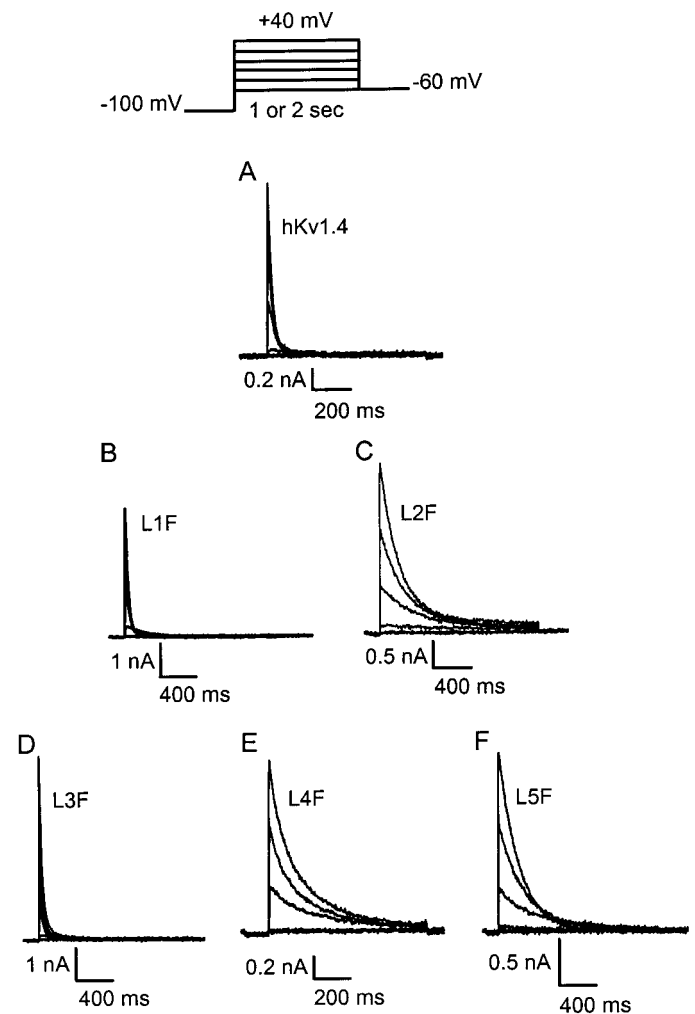 +40 mV
-100 mV
-60 mV
1 or 2 sec
A
hKv1.4
0.2 nA
200 ms
B
L1F
1 nA
400 ms
C
L2F
0.5 nA
400 ms
D
L3F
1 nA
400 ms
E
L4F
0.2 nA
200 ms
F
L5F
0.5 nA
400 ms